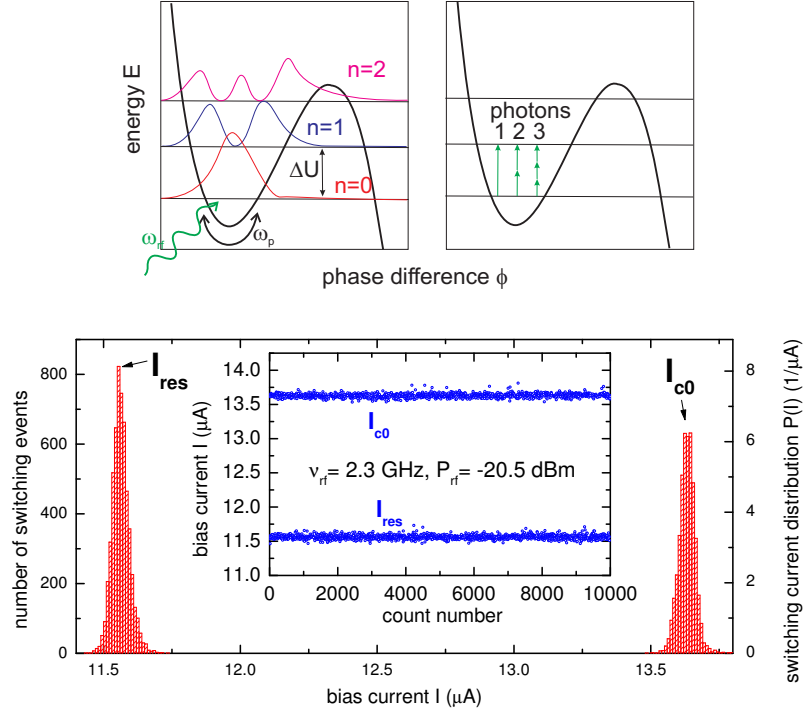 energy E
n=2
n=1
n=0
ΔU
ω_rf
ω_p
photons
1 2 3
phase difference ϕ
number of switching events
800
600
400
200
0
I_res
I_c0
bias current I (μA)
14.0
13.5
13.0
12.5
12.0
11.5
11.0
I_c0
ν_rf= 2.3 GHz, P_rf= -20.5 dBm
I_res
0 2000 4000 6000 8000 10000
count number
8
6
4
2
0
switching current distribution P(I) (1/μA)
11.5 12.0 12.5 13.0 13.5
bias current I (μA)